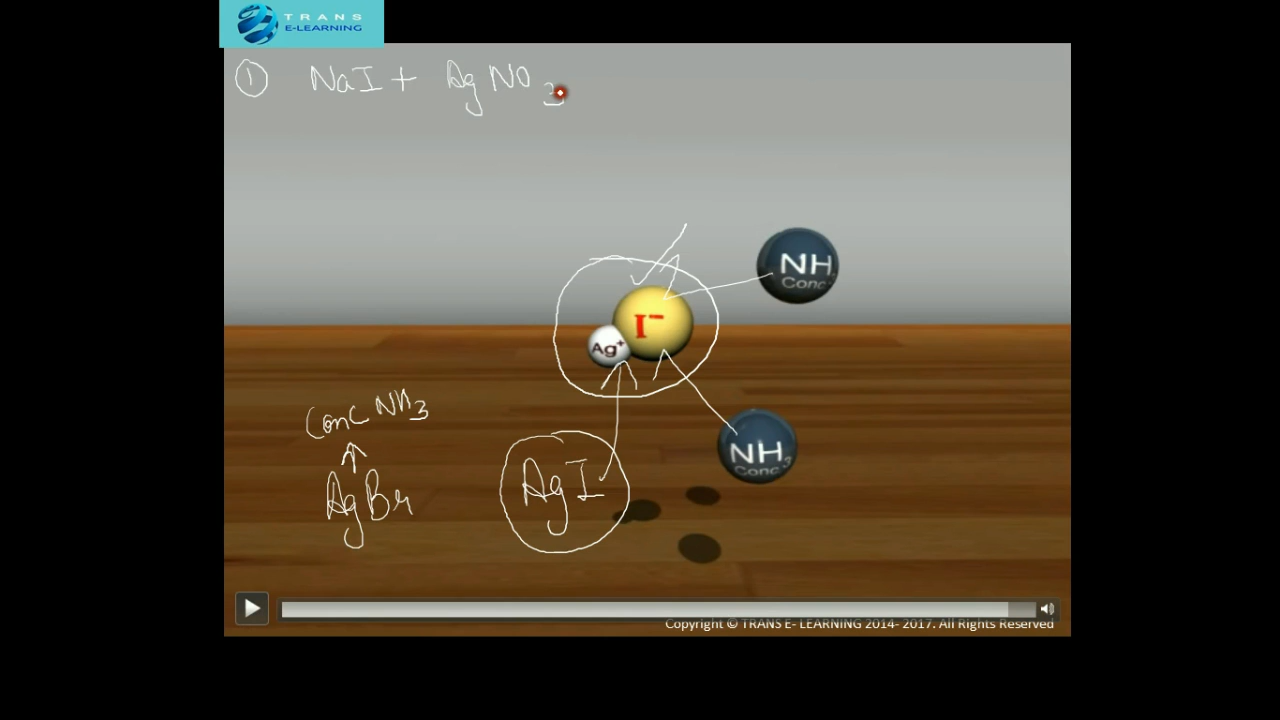 TRANS
E-LEARNING
① NaI + AgNO3
NH3
Conc
I⁻
Ag⁺
Conc NH3
AgBr
AgI
NH3
Conc
Copyright © TRANS E- LEARNING 2014- 2017. All Rights Reserved